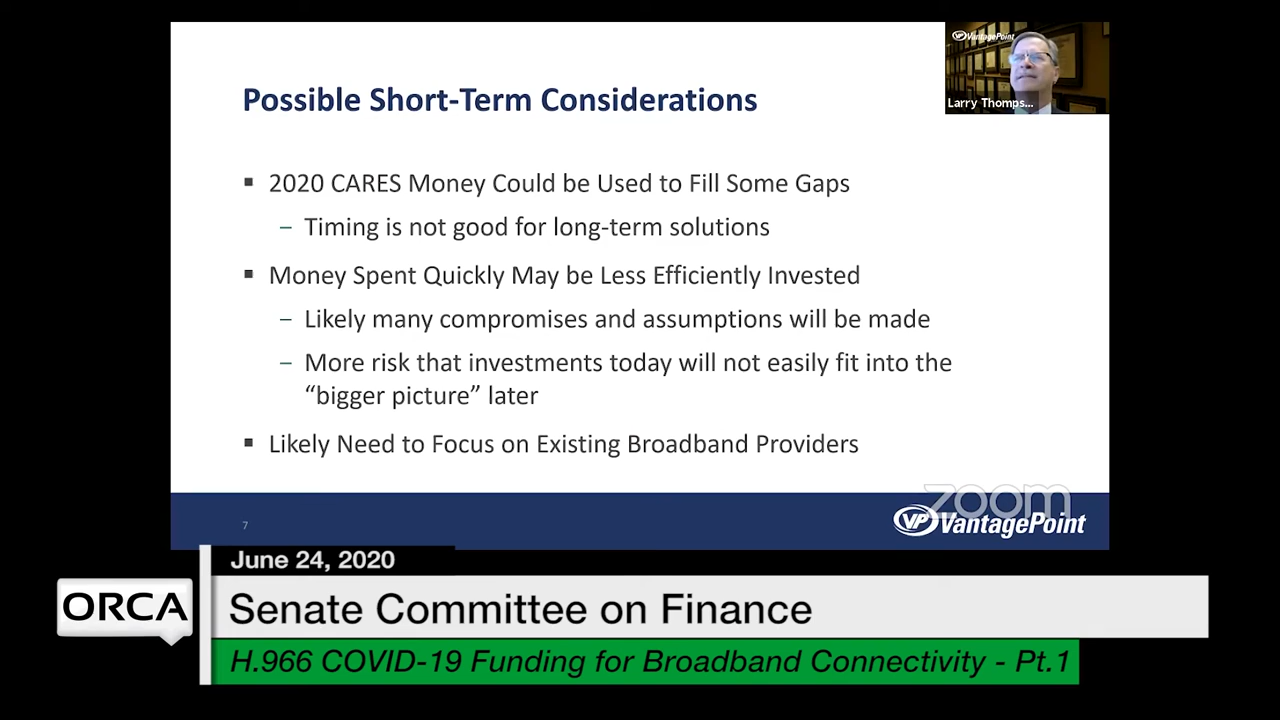 VP VantagePoint
Larry Thomps...
Possible Short-Term Considerations
▪ 2020 CARES Money Could be Used to Fill Some Gaps
– Timing is not good for long-term solutions
▪ Money Spent Quickly May be Less Efficiently Invested
– Likely many compromises and assumptions will be made
– More risk that investments today will not easily fit into the
“bigger picture” later
▪ Likely Need to Focus on Existing Broadband Providers
7
zoom
VP VantagePoint
June 24, 2020
ORCA
Senate Committee on Finance
H.966 COVID-19 Funding for Broadband Connectivity - Pt.1